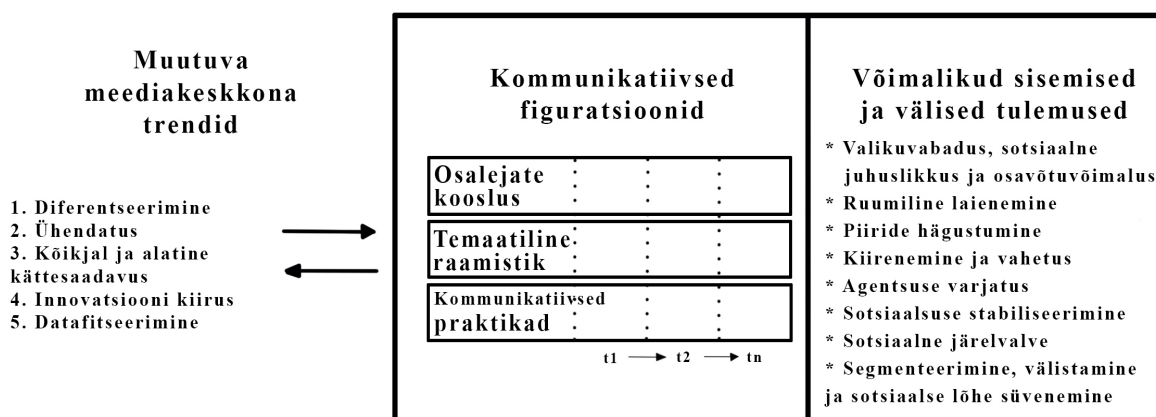 Muutuva
meediakeskkona
trendid
1. Diferentseerimine
2. Ühendatus
3. Kõikjal ja alatine
kättesaadavus
4. Innovatsiooni kiirus
5. Datafitseerimine
Kommunikatiivsed
figuratsioonid
Osalejate
kooslus
Temaatiline
raamistik
Kommunikatiivsed
praktikad
t1 t2 tn
Võimalikud sisemised
ja välised tulemused
* Valikuvabadus, sotsiaalne
juhuslikkus ja osavõtuvõimalus
* Ruumiline laienemine
* Piiride hägustumine
* Kiirenemine ja vahetus
* Agentsuse varjatus
* Sotsiaalsuse stabiliseerimine
* Sotsiaalne järelvalve
* Segmenteerimine, välistamine
ja sotsiaalse lõhe süvenemine